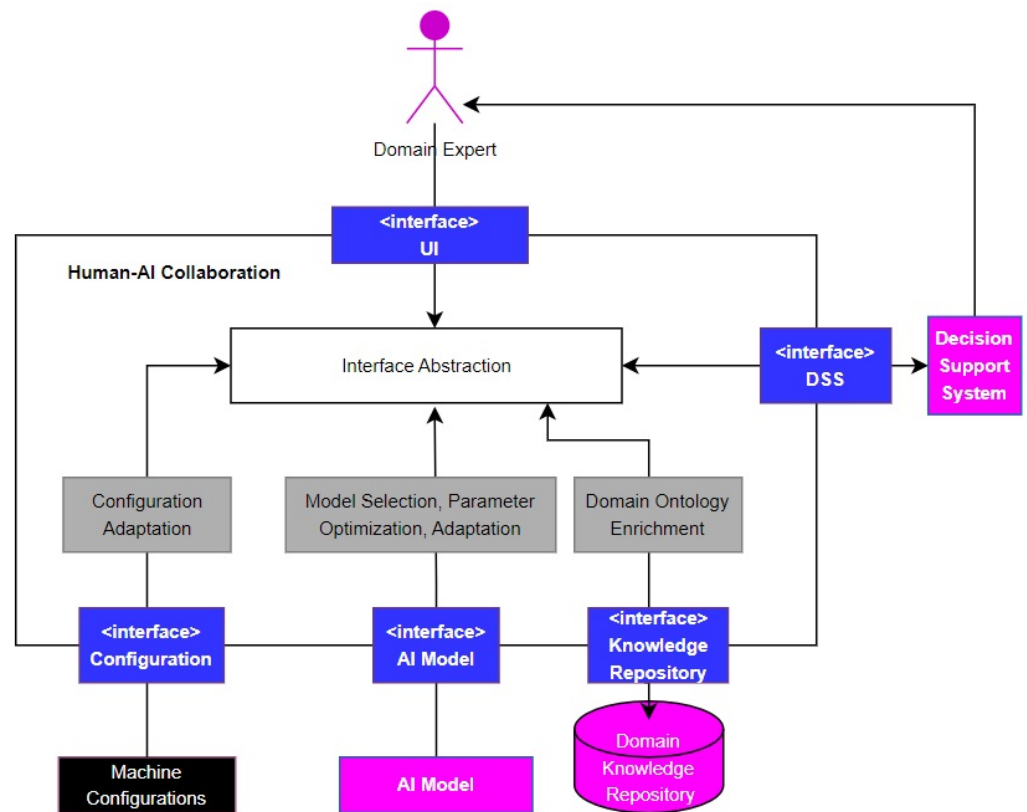 Domain Expert
<interface>
UI
Human-AI Collaboration
Interface Abstraction
<interface>
DSS
Decision
Support
System
Configuration
Adaptation
Model Selection, Parameter
Optimization, Adaptation
Domain Ontology
Enrichment
<interface>
Configuration
<interface>
AI Model
<interface>
Knowledge
Repository
Machine
Configurations
AI Model
Domain
Knowledge
Repository